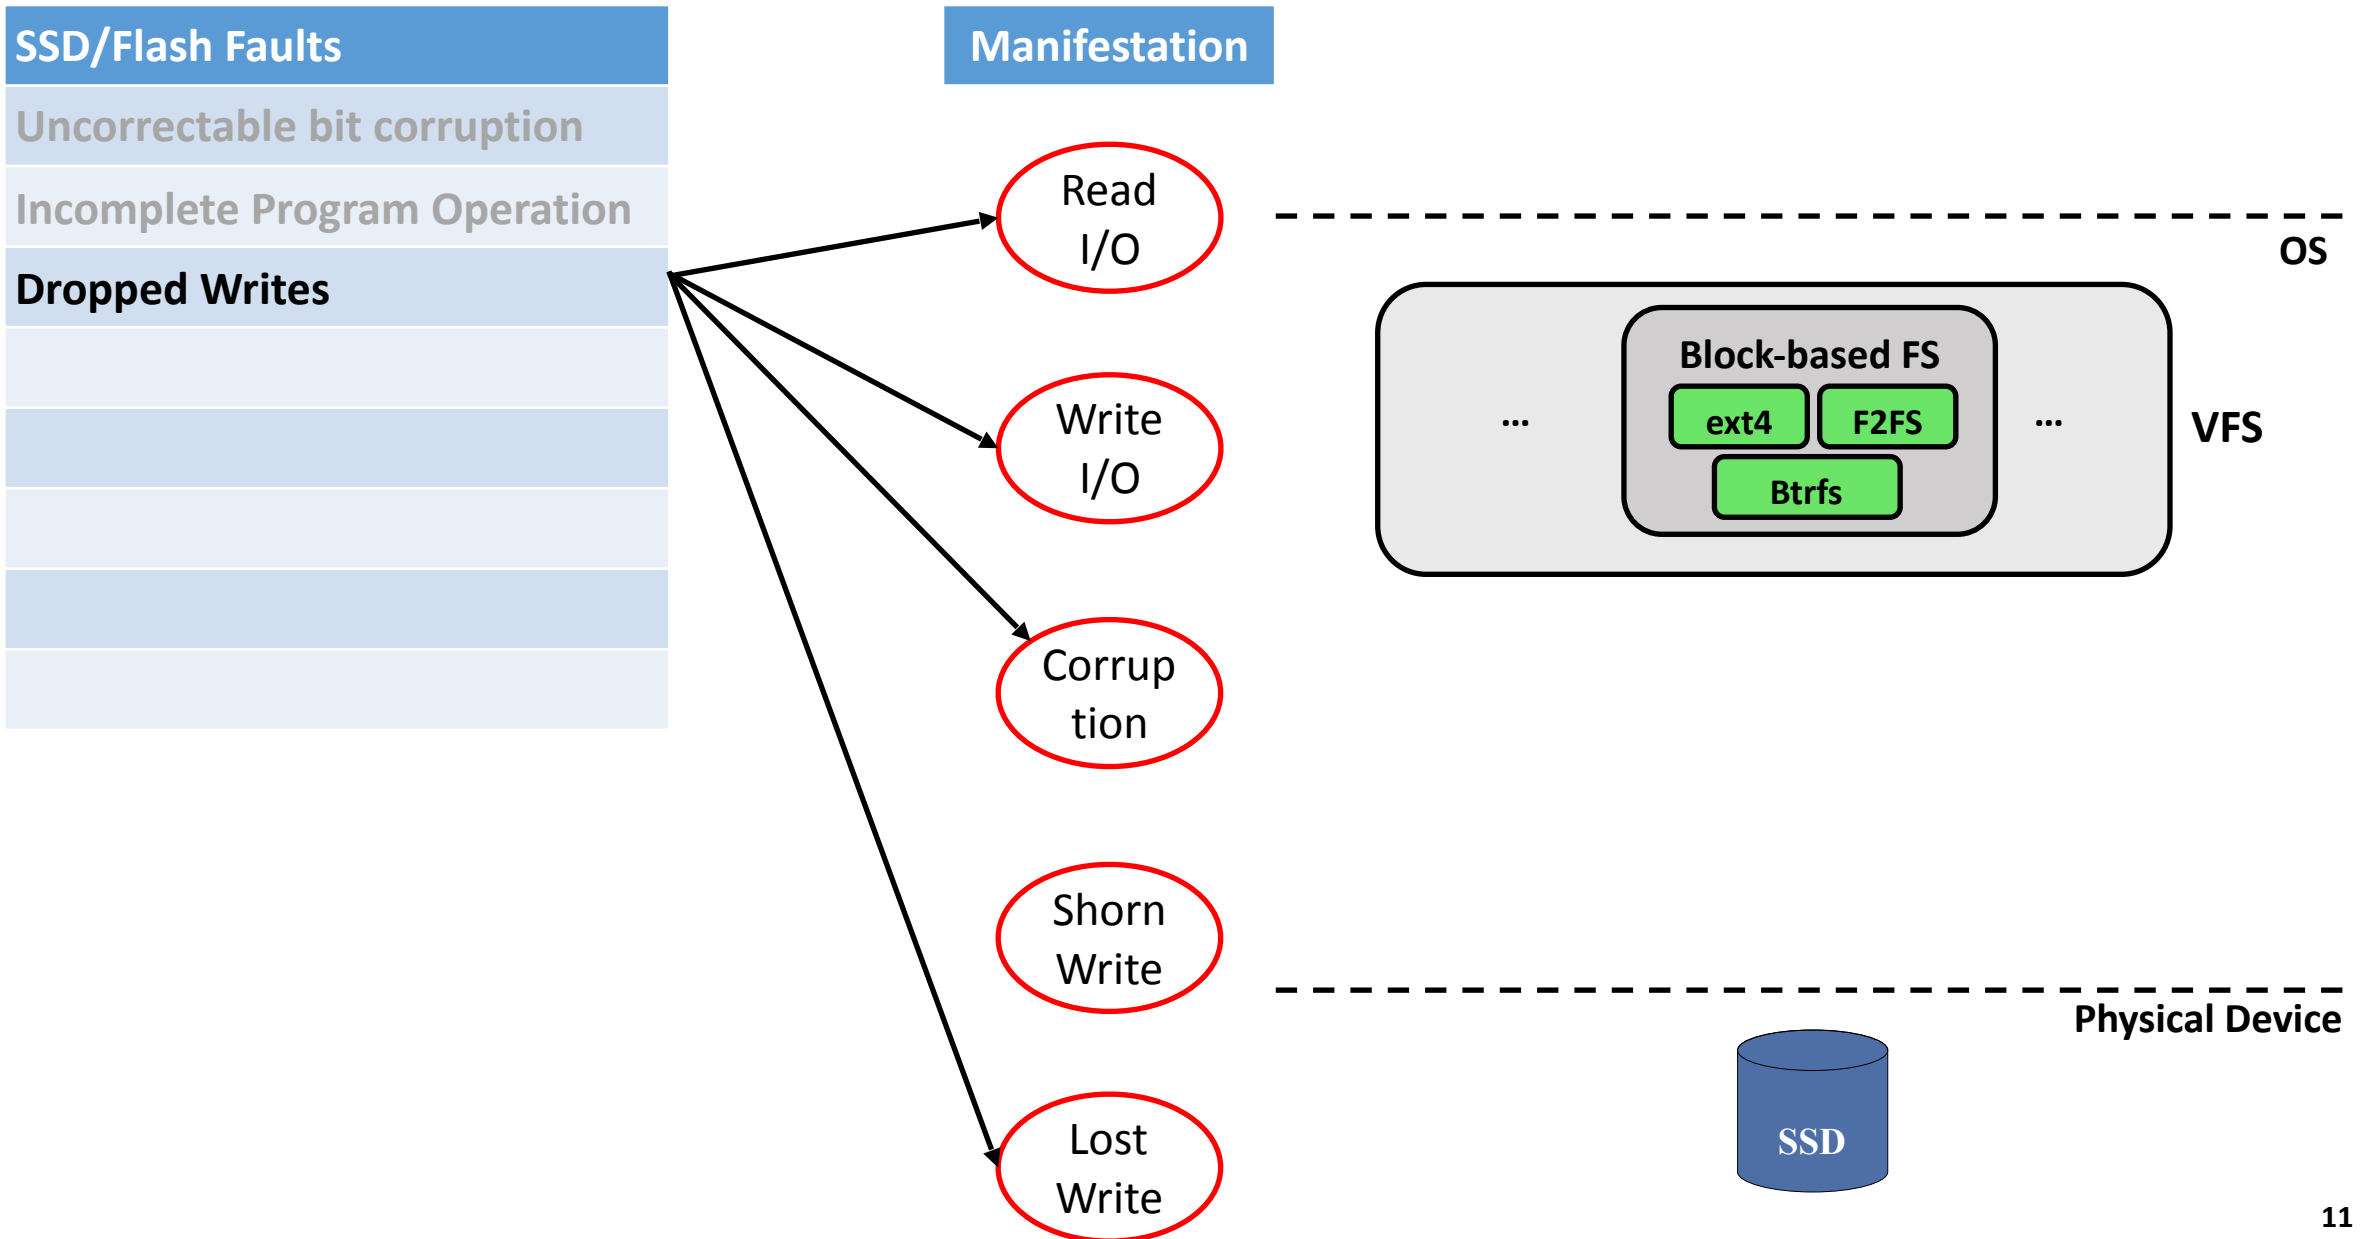 SSD/Flash Faults
Uncorrectable bit corruption
Incomplete Program Operation
Dropped Writes
Manifestation
Read
I/O
Write
I/O
Corrup
tion
Shorn
Write
Lost
Write
OS
Block-based FS
... ext4 F2FS ...
Btrfs
VFS
Physical Device
SSD
11